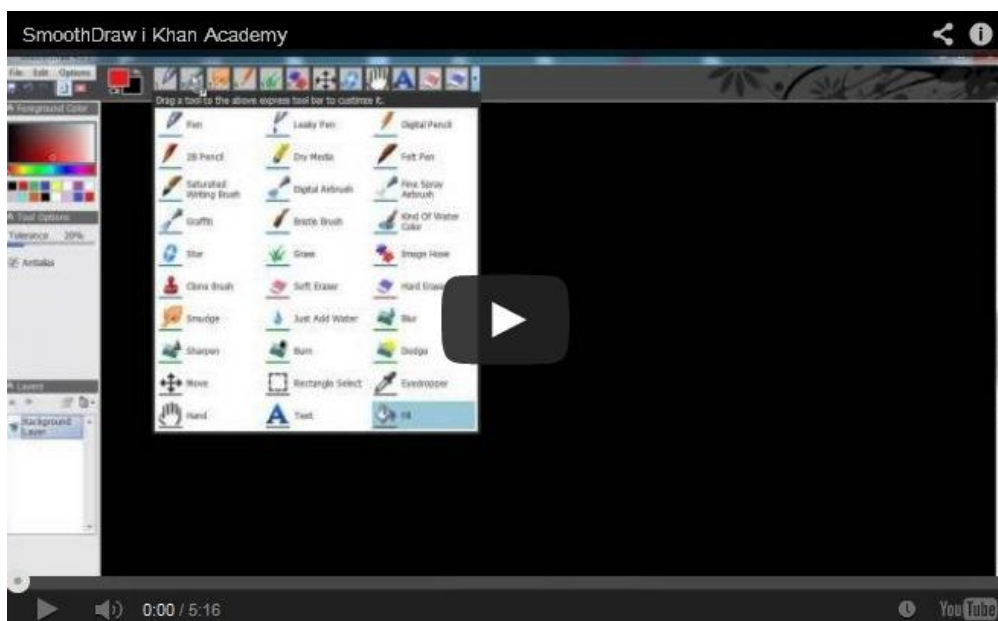 SmoothDraw i Khan Academy
File Edit Options
Foreground Color
Drag a tool to the above express tool bar to customize it.
Pen Leaky Pen Digital Pencil
2B Pencil Dry Media Felt Pen
Saturated Writing Brush Digital Airbrush Fine Spray Airbrush
Graffiti Bristle Brush Kind Of Water Color
Star Grass Image Hose
Clone Brush Soft Eraser Hard Eraser
Smudge Just Add Water Blur
Sharpen Burn Dodge
Move Rectangle Select Eyedropper
Hand Text Fill
Tool Options
Tolerance 20%
Antialias
Layers
Background Layer
0:00 / 5:16
YouTube